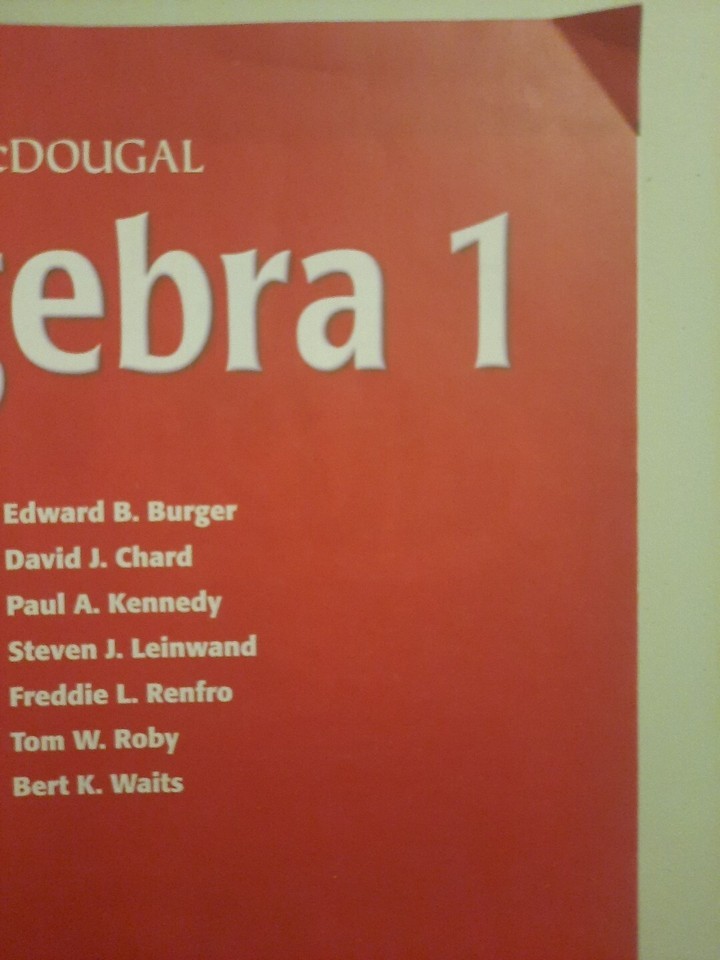 cDOUGAL
gebra 1
Edward B. Burger
David J. Chard
Paul A. Kennedy
Steven J. Leinwand
Freddie L. Renfro
Tom W. Roby
Bert K. Waits